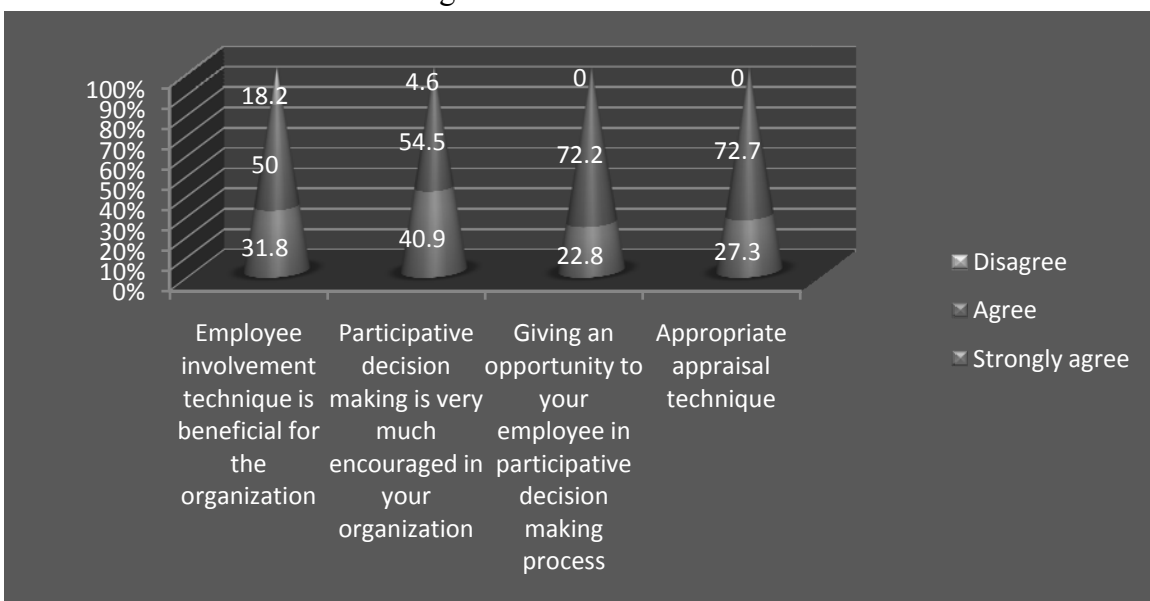 100%
90%
80%
70%
60%
50%
40%
30%
20%
10%
0%
18.2
4.6
0
0
50
54.5
72.2
72.7
31.8
40.9
22.8
27.3
Employee
involvement
technique is
beneficial for
the
organization
Participative
decision
making is very
much
encouraged in
your
organization
Giving an
opportunity to
your
employee in
participative
decision
making
process
Appropriate
appraisal
technique
Disagree
Agree
Strongly agree